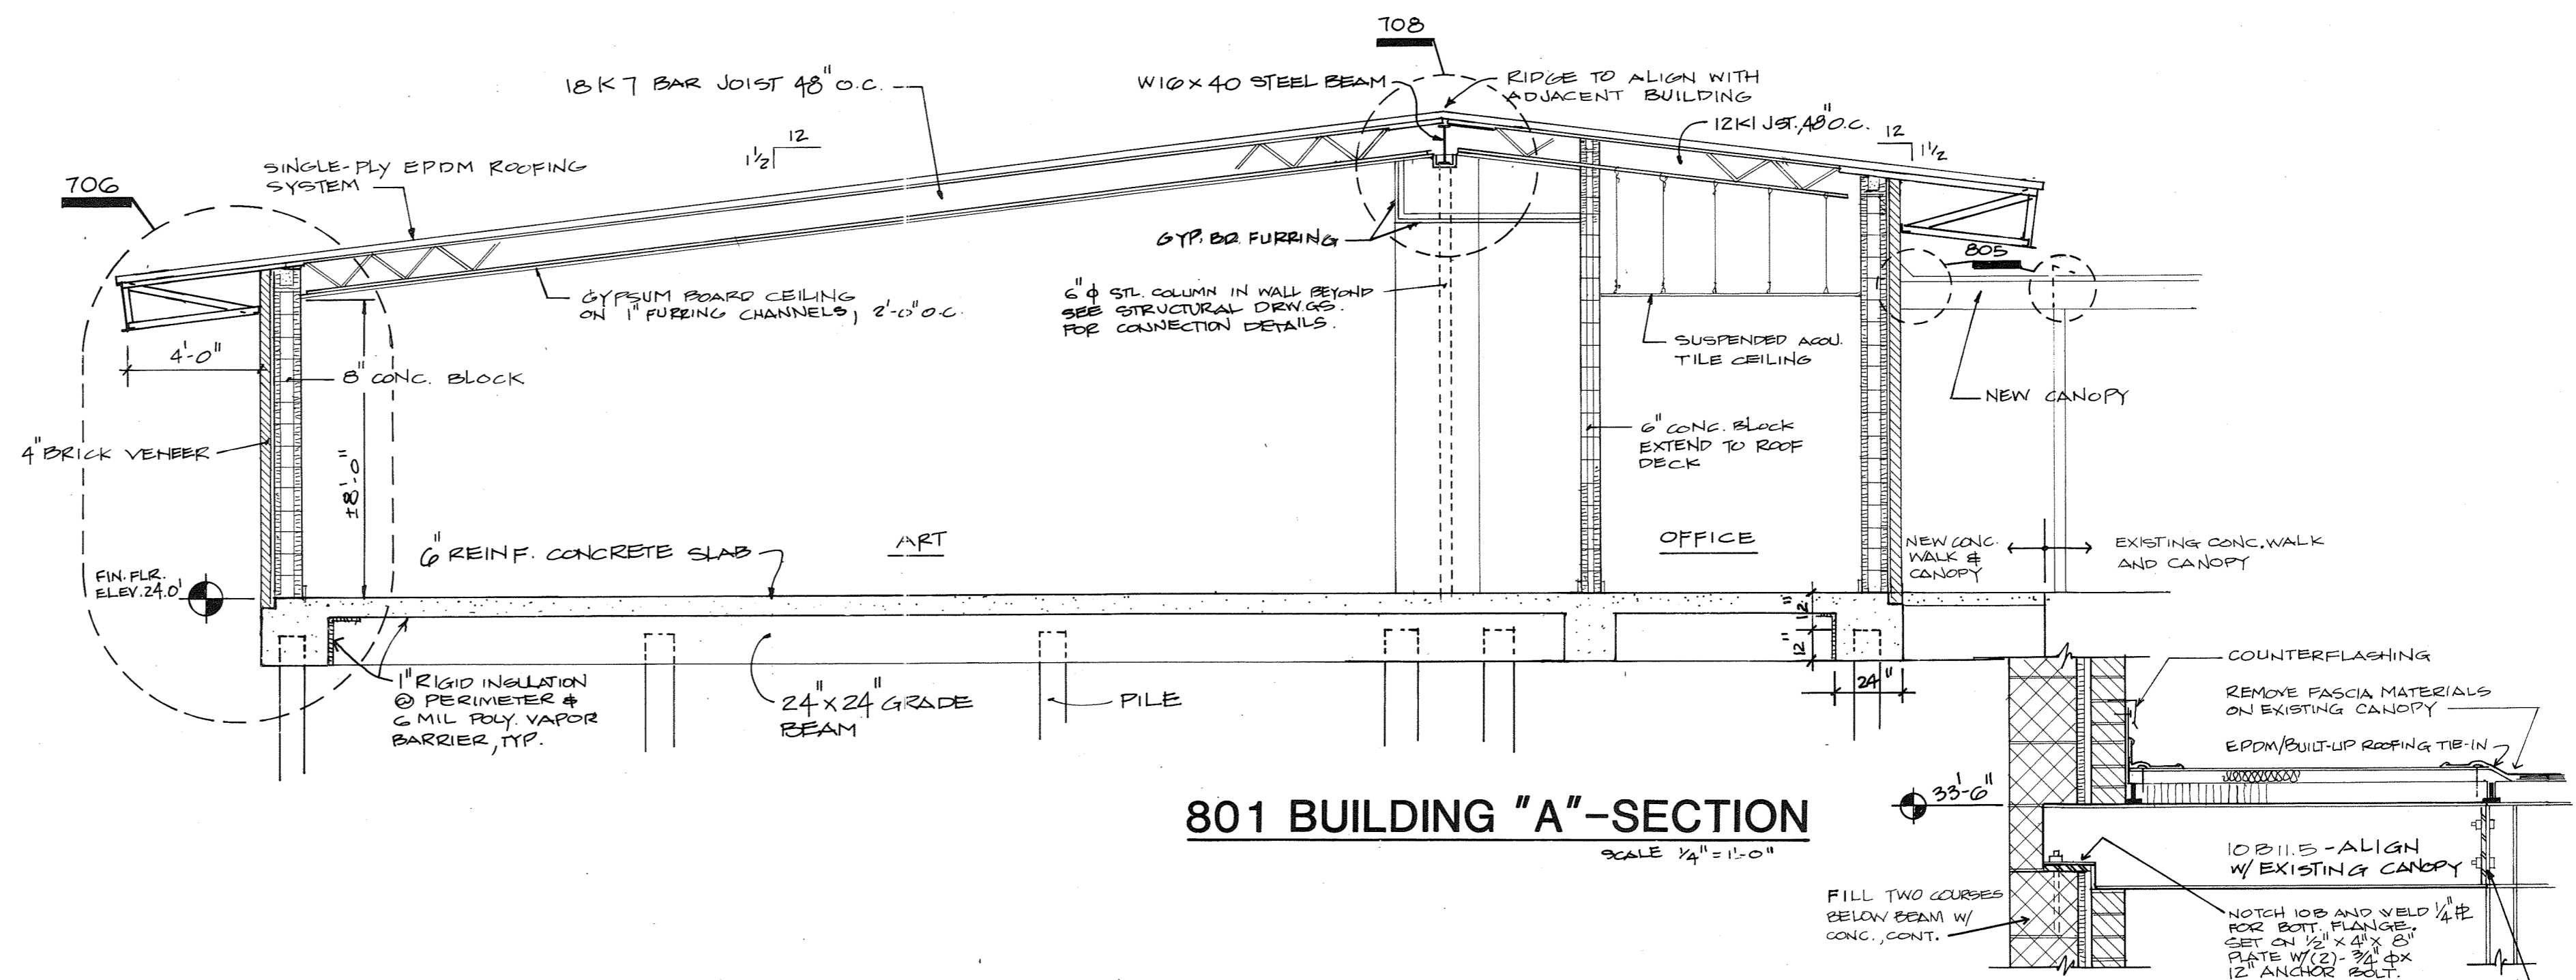 708
18K7 BAR JOIST 48" O.C.
W16×40 STEEL BEAM
RIDGE TO ALIGN WITH
ADJACENT BUILDING
12K1 JST., 48" O.C.
12
1½
12
1½
SINGLE-PLY EPDM ROOFING
SYSTEM
706
GYP. BD. FURRING
805
GYPSUM BOARD CEILING
ON 1" FURRING CHANNELS, 2'-0" O.C.
6"ϕ STL. COLUMN IN WALL BEYOND
SEE STRUCTURAL DRWGS.
FOR CONNECTION DETAILS.
SUSPENDED ACOU.
TILE CEILING
4'-0"
8" CONC. BLOCK
NEW CANOPY
4" BRICK VENEER
±8'-0"
6" CONC. BLOCK
EXTEND TO ROOF
DECK
6" REINF. CONCRETE SLAB
ART
OFFICE
NEW CONC.
WALK &
CANOPY
EXISTING CONC. WALK
AND CANOPY
FIN. FLR.
ELEV. 24.0'
12"
12"
24"
1" RIGID INSULATION
@ PERIMETER &
6 MIL POLY. VAPOR
BARRIER, TYP.
24"×24" GRADE
BEAM
PILE
COUNTERFLASHING
REMOVE FASCIA MATERIALS
ON EXISTING CANOPY
EPDM/BUILT-UP ROOFING TIE-IN
33'-6"
801 BUILDING "A"-SECTION
SCALE ¼" = 1'-0"
10B11.5-ALIGN
W/ EXISTING CANOPY
FILL TWO COURSES
BELOW BEAM W/
CONC., CONT.
NOTCH 10B AND WELD ¼" ℄
FOR BOTT. FLANGE.
SET ON ½" × 4" × 8"
PLATE W/(2)- ¾" ϕ×
12" ANCHOR BOLT.